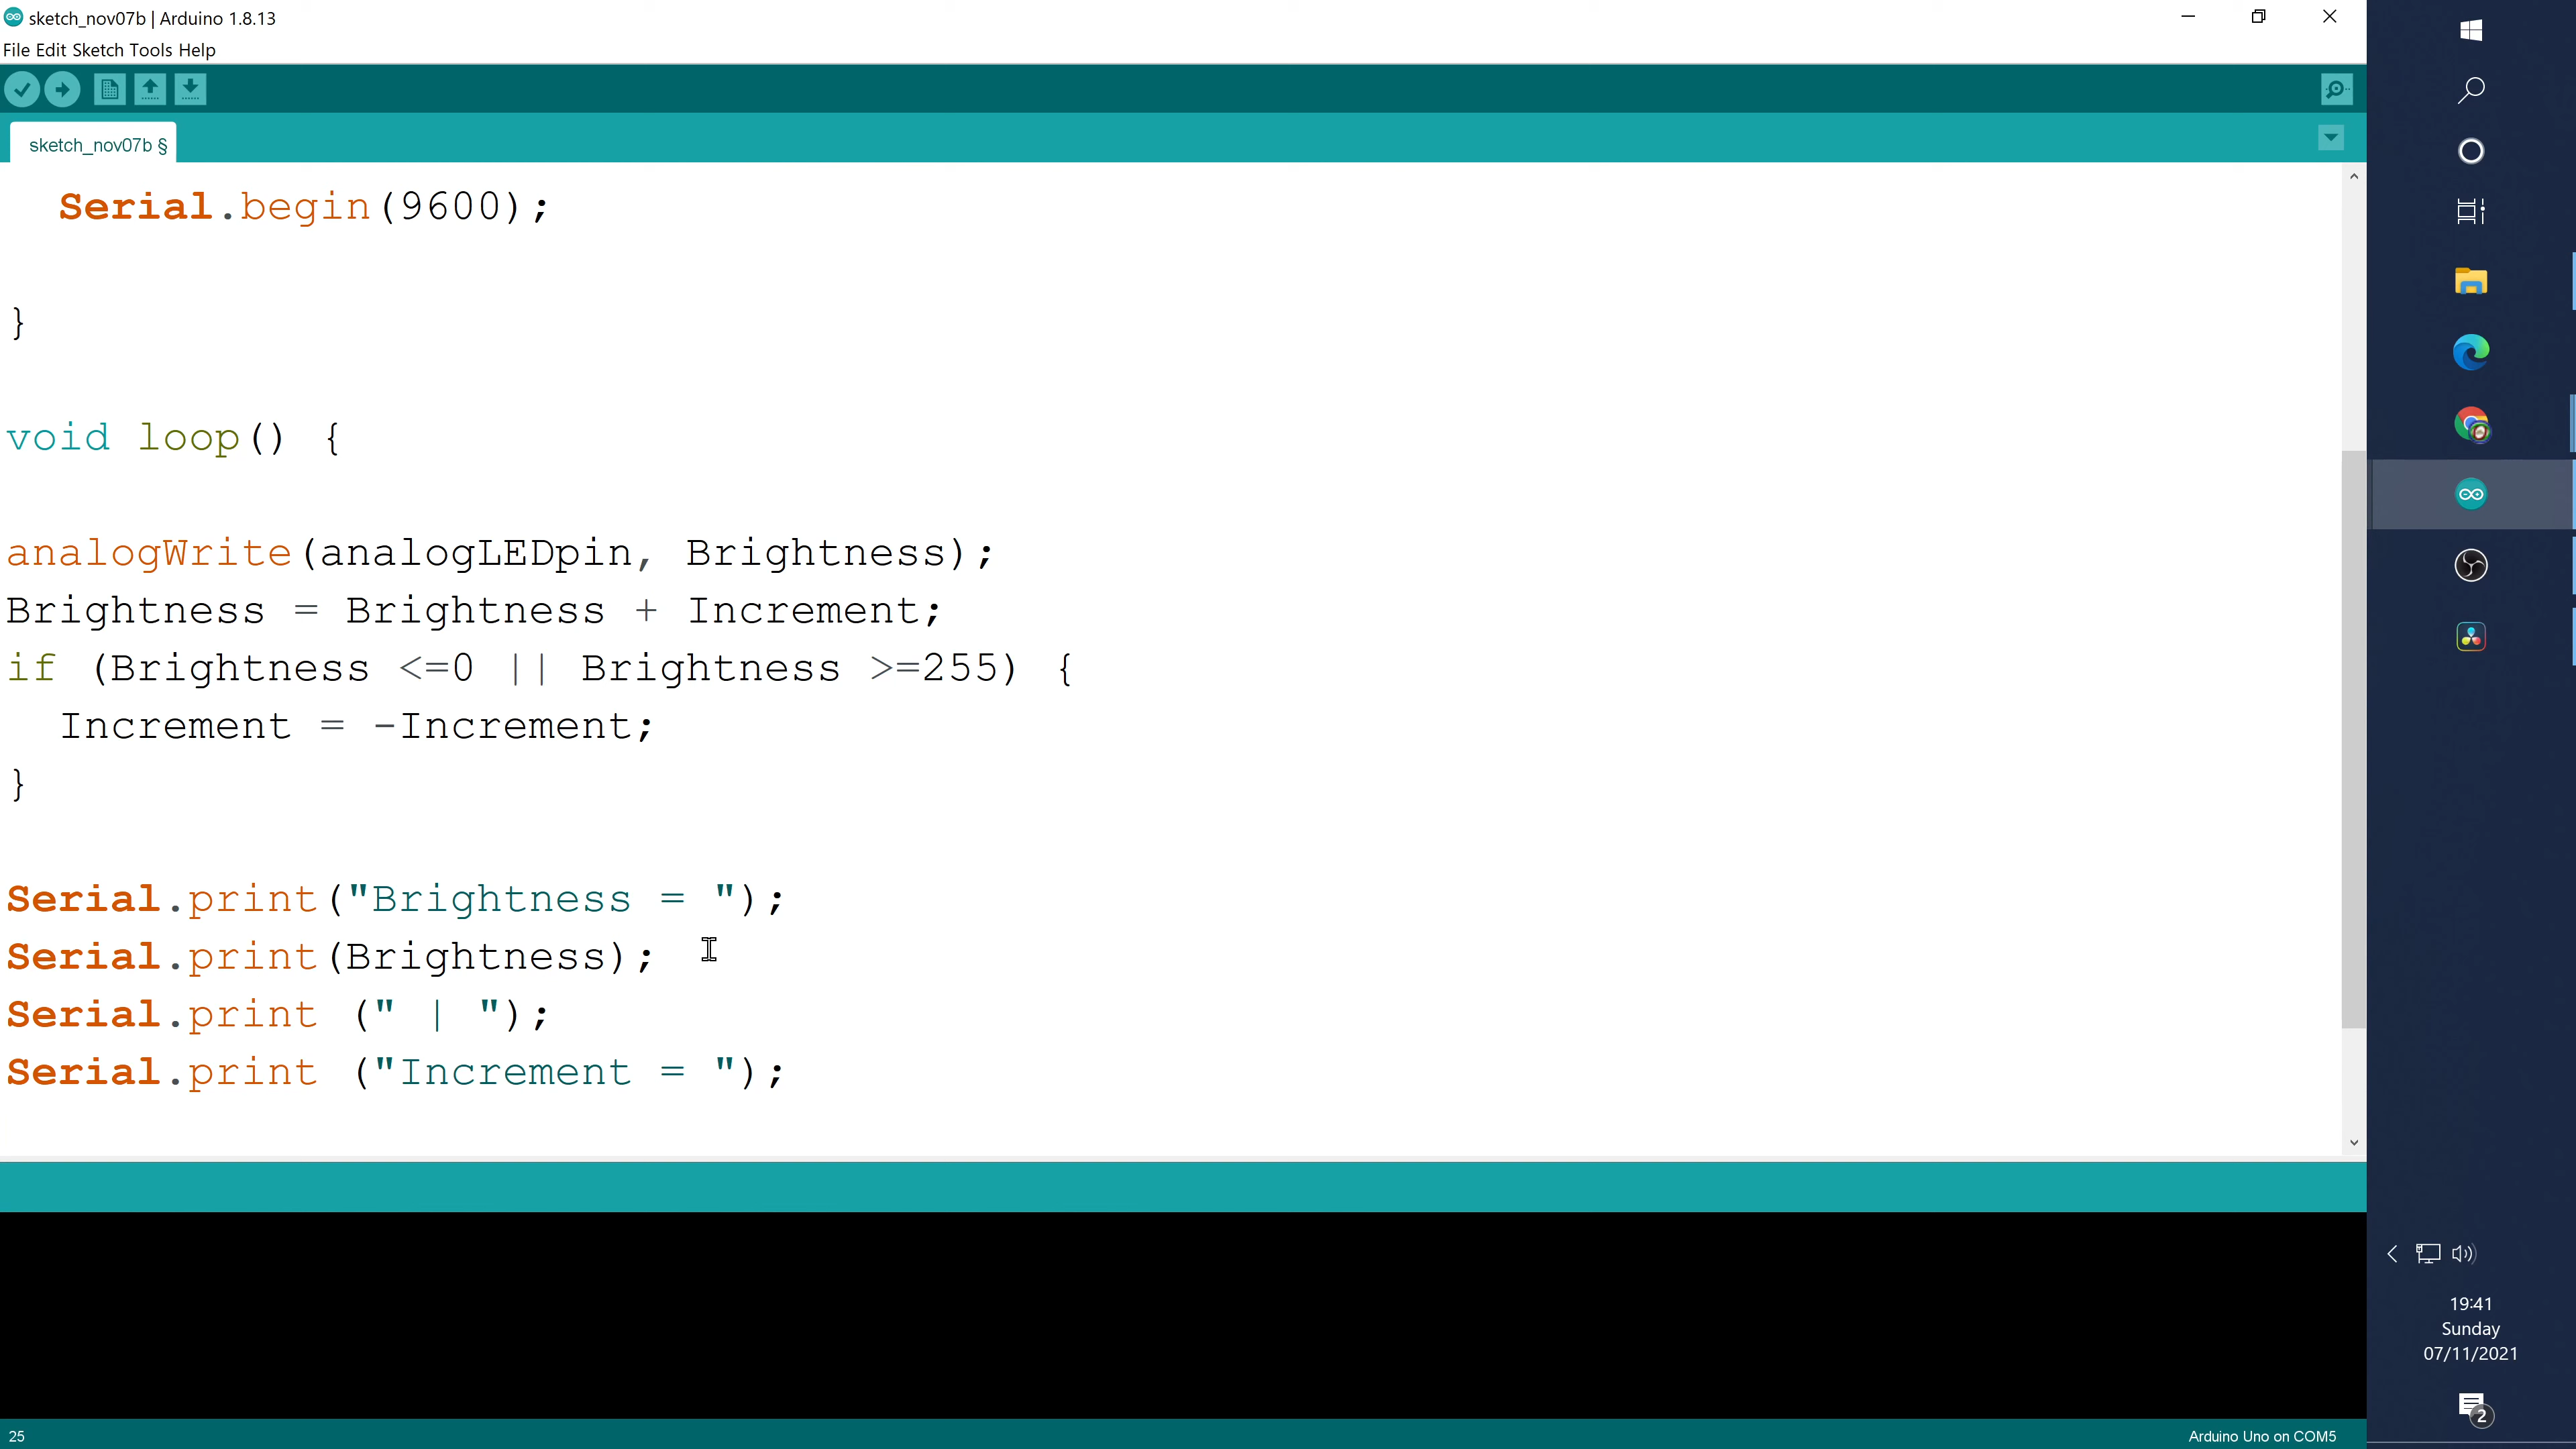 sketch_nov07b | Arduino 1.8.13
File Edit Sketch Tools Help
sketch_nov07b §
Serial.begin(9600);
}
void loop() {
analogWrite(analogLEDpin, Brightness);
Brightness = Brightness + Increment;
if (Brightness <=0 || Brightness >=255) {
Increment = -Increment;
}
Serial.print("Brightness = ");
Serial.print(Brightness);
Serial.print (" | ");
Serial.print ("Increment = ");
19:41
Sunday
07/11/2021
2
25
Arduino Uno on COM5